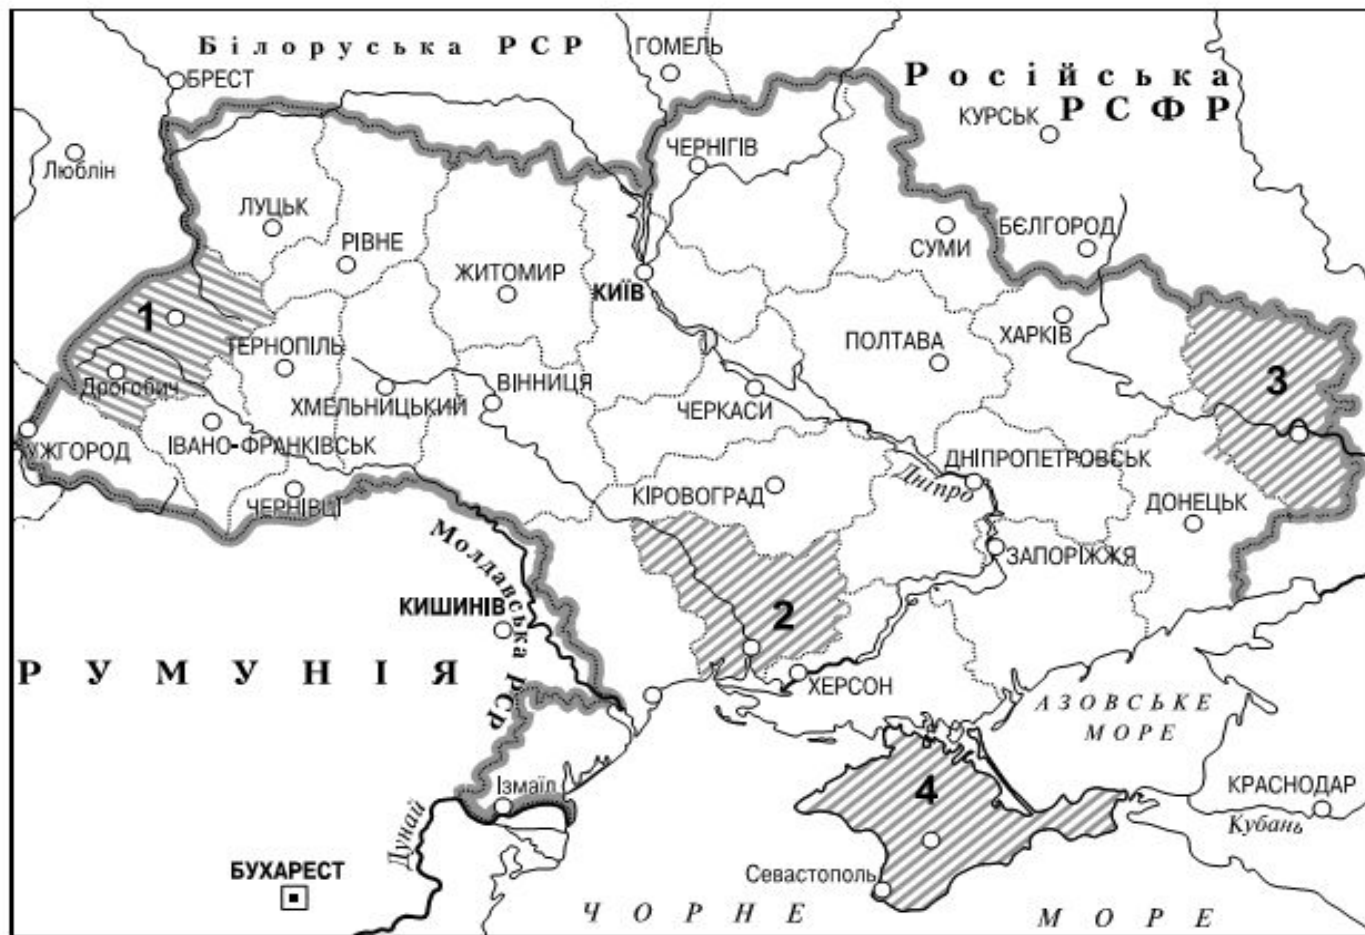 Білоруська РСР
ГОМЕЛЬ
Російська
РСФР
БРЕСТ
КУРСЬК
Люблін
ЧЕРНІГІВ
ЛУЦЬК
РІВНЕ
ЖИТОМИР
КИЇВ
СУМИ
БЄЛГОРОД
1
ТЕРНОПІЛЬ
ПОЛТАВА
ХАРКІВ
3
Дрогобич
ХМЕЛЬНИЦЬКИЙ
ВІННИЦЯ
ЧЕРКАСИ
УЖГОРОД
ІВАНО-ФРАНКІВСЬК
ЧЕРНІВЦІ
КІРОВОГРАД
Дніпро
ДНІПРОПЕТРОВСЬК
ДОНЕЦЬК
Молдавська РСр
ЗАПОРІЖЖЯ
КИШИНІВ
2
РУМУНІЯ
ХЕРСОН
АЗОВСЬКЕ
МОРЕ
Ізмаїл
4
КРАСНОДАР
Кубань
Дунай
БУХАРЕСТ
Севастополь
ЧОРНЕ МОРЕ